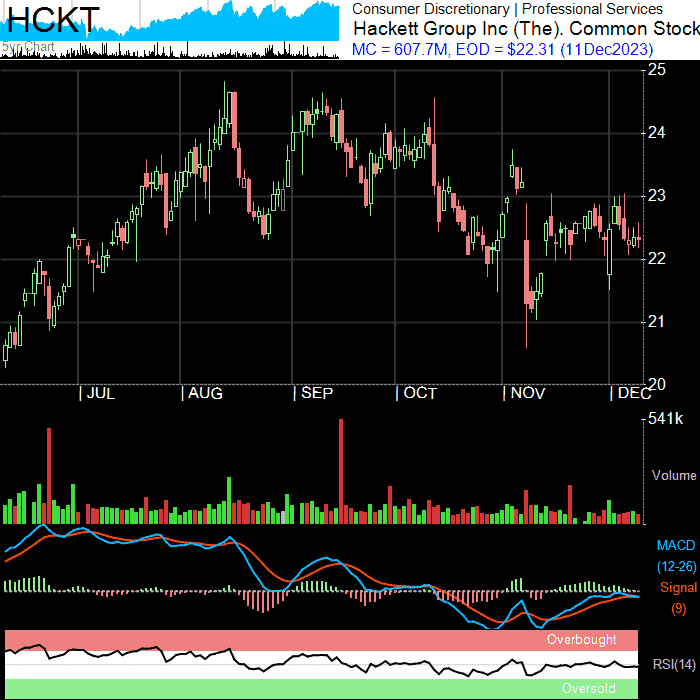 HCKT
5yr Chart
Consumer Discretionary | Professional Services
Hackett Group Inc (The). Common Stock
MC = 607.7M, EOD = $22.31 (11Dec2023)
25
24
23
22
21
20
| JUL | AUG | SEP | OCT | NOV | DEC
541k
Volume
MACD
(12-26)
Signal
(9)
Overbought
RSI(14)
Oversold